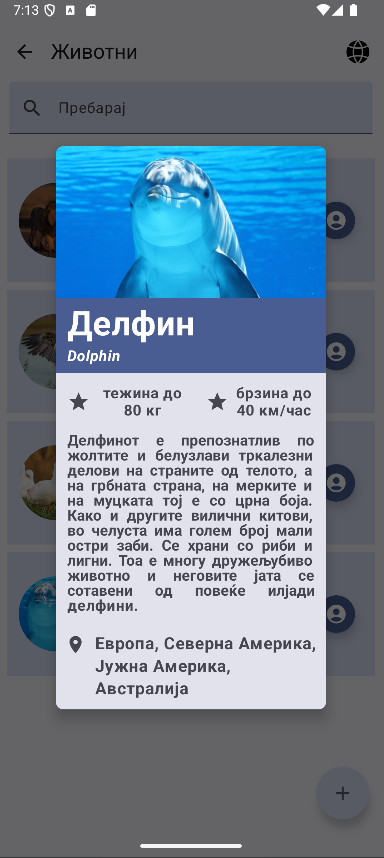 7:13
Животни
Пребарај
Делфин
Dolphin
тежина до
80 кг
брзина до
40 км/час
Делфинот е препознатлив по
жолтите и белузлави тркалезни
делови на страните од телото, а
на грбната страна, на мерките и
на муцката тој е со црна боја.
Како и другите вилични китови,
во челуста има голем број мали
остри заби. Се храни со риби и
лигни. Тоа е многу дружељубиво
животно и неговите јата се
сотавени од повеќе илјади
делфини.
Европа, Северна Америка,
Јужна Америка,
Австралија